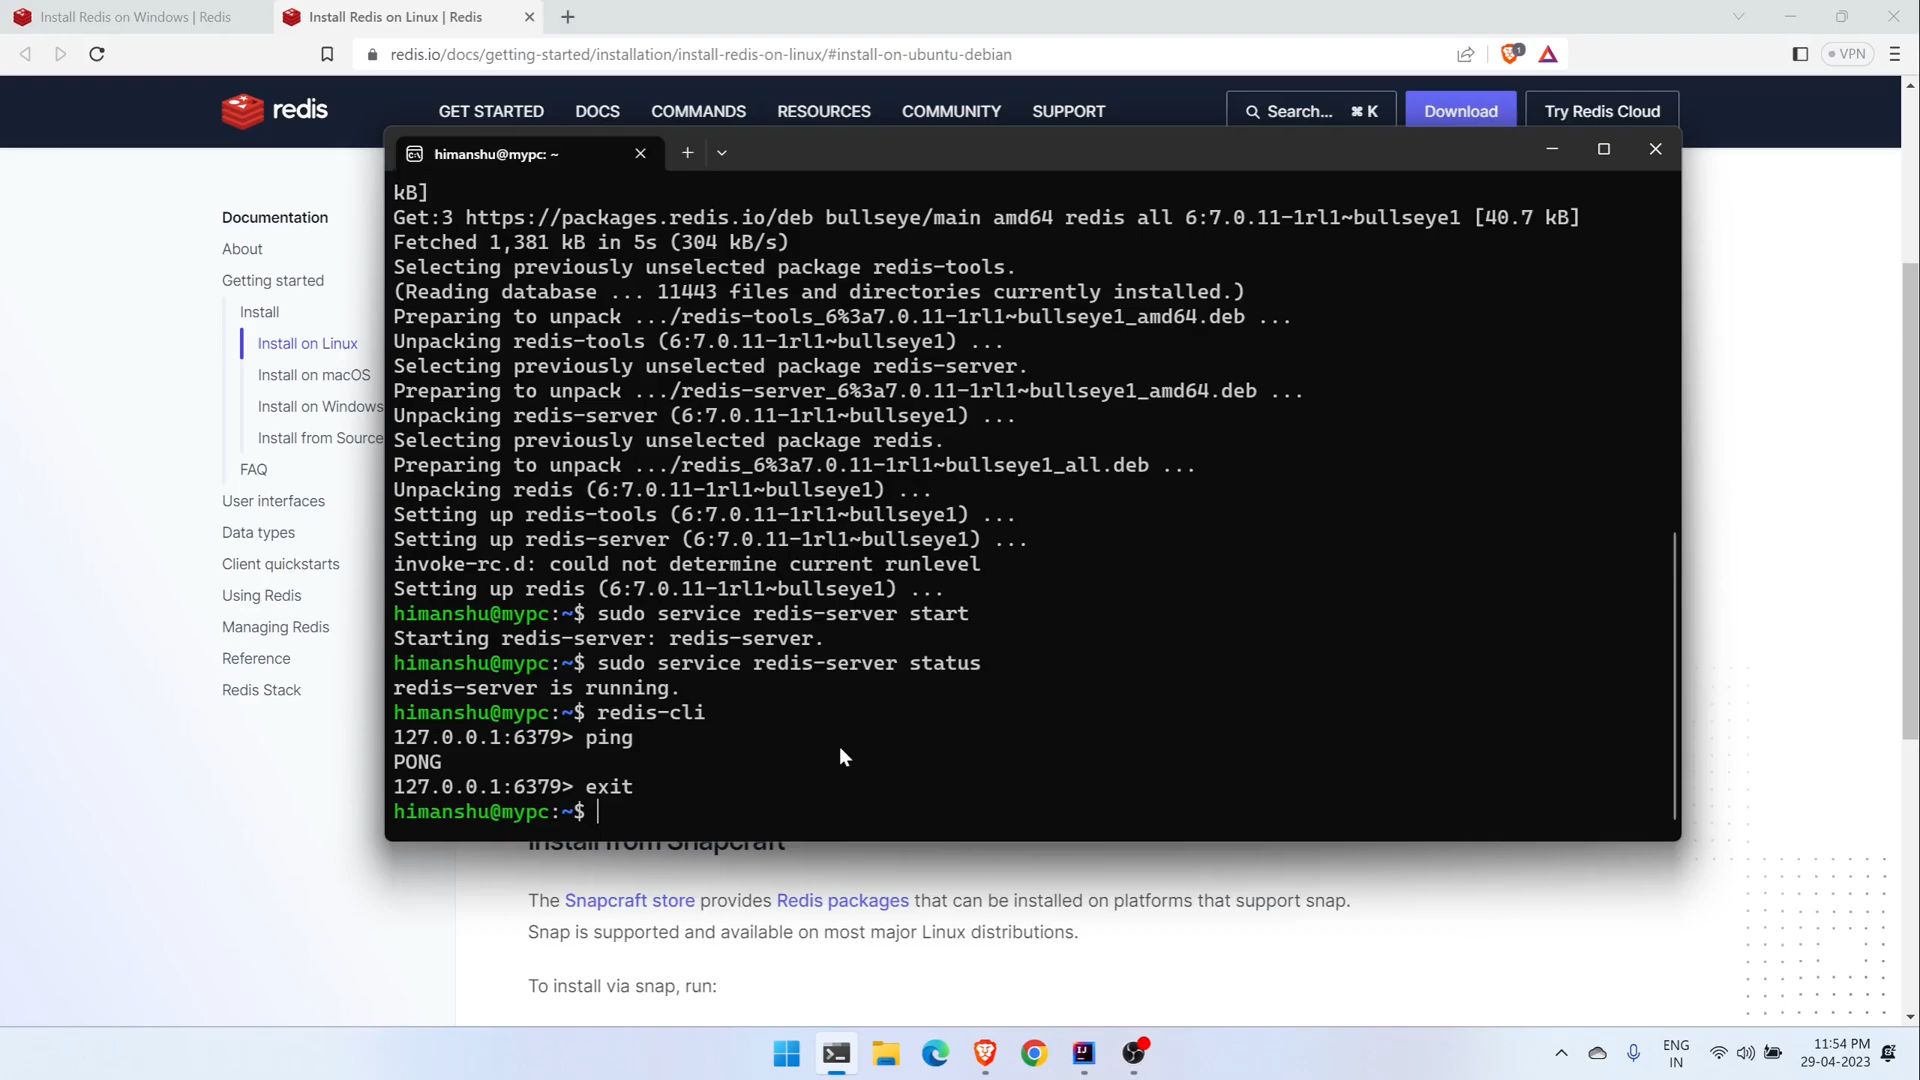 Install Redis on Windows | Redis
Install Redis on Linux | Redis
redis.io/docs/getting-started/installation/install-redis-on-linux/#install-on-ubuntu-debian
1
VPN
redis
GET STARTED
DOCS
COMMANDS
RESOURCES
COMMUNITY
SUPPORT
Search... ⌘ K
Download
Try Redis Cloud
Documentation
About
Getting started
Install
Install on Linux
Install on macOS
Install on Windows
Install from Source
FAQ
User interfaces
Data types
Client quickstarts
Using Redis
Managing Redis
Reference
Redis Stack
himanshu@mypc: ~
kB]
Get:3 https://packages.redis.io/deb bullseye/main amd64 redis all 6:7.0.11-1rl1~bullseye1 [40.7 kB]
Fetched 1,381 kB in 5s (304 kB/s)
Selecting previously unselected package redis-tools.
(Reading database ... 11443 files and directories currently installed.)
Preparing to unpack .../redis-tools_6%3a7.0.11-1rl1~bullseye1_amd64.deb ...
Unpacking redis-tools (6:7.0.11-1rl1~bullseye1) ...
Selecting previously unselected package redis-server.
Preparing to unpack .../redis-server_6%3a7.0.11-1rl1~bullseye1_amd64.deb ...
Unpacking redis-server (6:7.0.11-1rl1~bullseye1) ...
Selecting previously unselected package redis.
Preparing to unpack .../redis_6%3a7.0.11-1rl1~bullseye1_all.deb ...
Unpacking redis (6:7.0.11-1rl1~bullseye1) ...
Setting up redis-tools (6:7.0.11-1rl1~bullseye1) ...
Setting up redis-server (6:7.0.11-1rl1~bullseye1) ...
invoke-rc.d: could not determine current runlevel
Setting up redis (6:7.0.11-1rl1~bullseye1) ...
himanshu@mypc:~$ sudo service redis-server start
Starting redis-server: redis-server.
himanshu@mypc:~$ sudo service redis-server status
redis-server is running.
himanshu@mypc:~$ redis-cli
127.0.0.1:6379> ping
PONG
127.0.0.1:6379> exit
himanshu@mypc:~$
Install from Snapcraft
The Snapcraft store provides Redis packages that can be installed on platforms that support snap.
Snap is supported and available on most major Linux distributions.
To install via snap, run:
ENG
IN
11:54 PM
29-04-2023